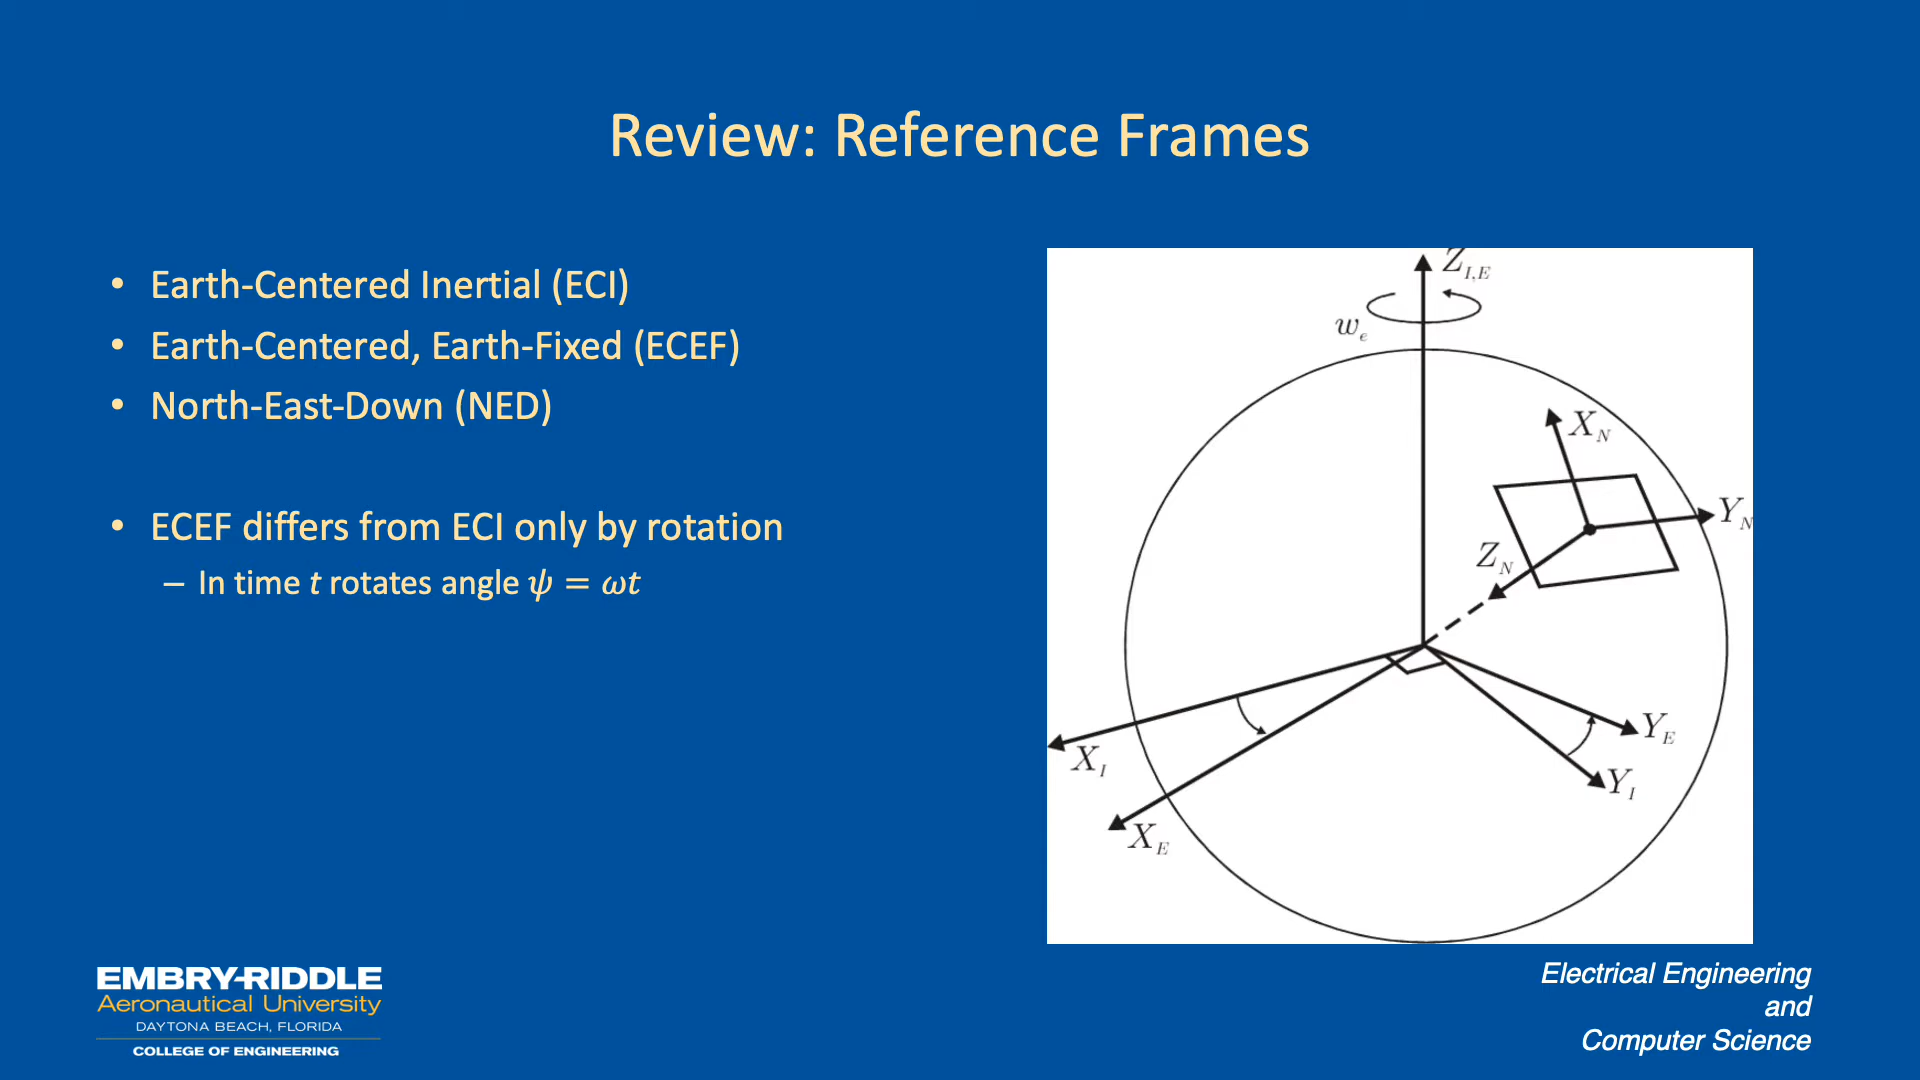 Review: Reference Frames
• Earth-Centered Inertial (ECI)
• Earth-Centered, Earth-Fixed (ECEF)
• North-East-Down (NED)
• ECEF differs from ECI only by rotation
– In time t rotates angle ψ = ωt
Z_{I,E}
w_e
X_N
Y_N
Z_N
X_I
Y_E
Y_I
X_E
EMBRY-RIDDLE
Aeronautical University
DAYTONA BEACH, FLORIDA
COLLEGE OF ENGINEERING
Electrical Engineering
and
Computer Science